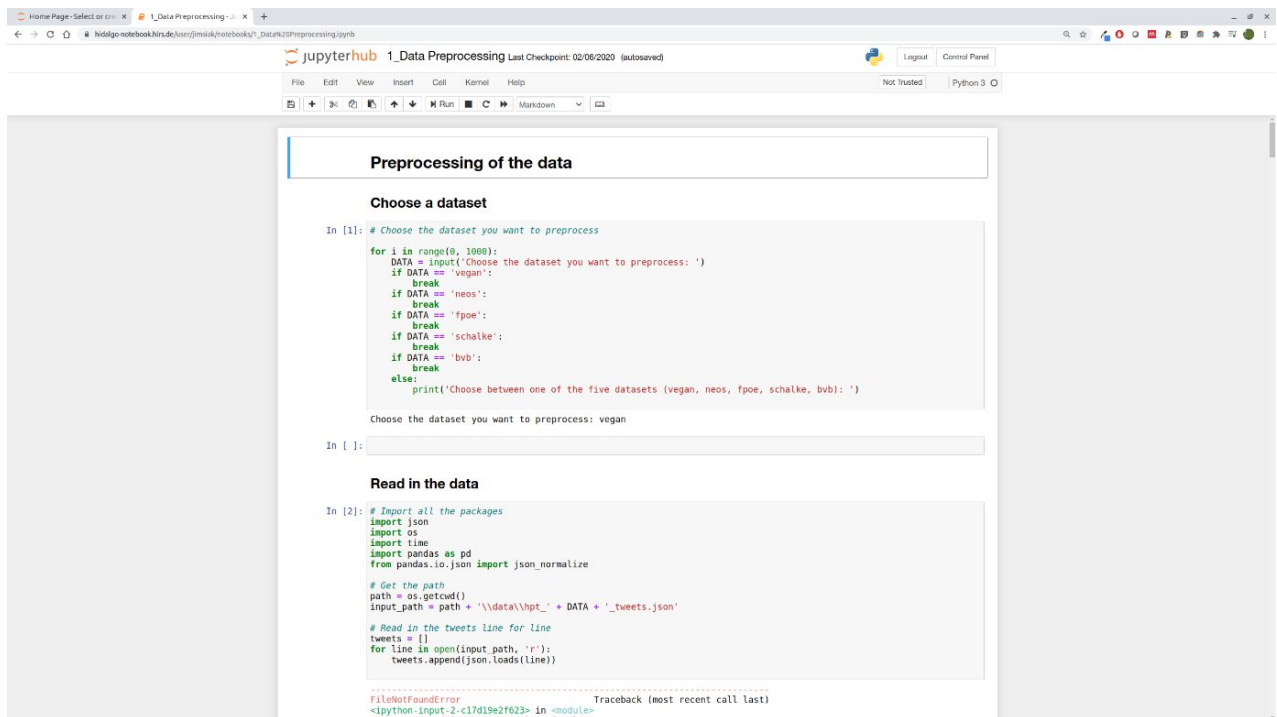 Home Page - Select or cre
1_Data Preprocessing - Ju
hidalgo-notebook.hlrs.de/user/jimsiak/notebooks/1_Data%20Preprocessing.ipynb
jupyterhub 1_Data Preprocessing Last Checkpoint: 02/06/2020 (autosaved)
Logout Control Panel
File Edit View Insert Cell Kernel Help
Not Trusted Python 3
Run Markdown
Preprocessing of the data
Choose a dataset
In [1]: # Choose the dataset you want to preprocess
for i in range(0, 1000):
    DATA = input('Choose the dataset you want to preprocess: ')
    if DATA == 'vegan':
        break
    if DATA == 'neos':
        break
    if DATA == 'fpoe':
        break
    if DATA == 'schalke':
        break
    if DATA == 'bvb':
        break
    else:
        print('Choose between one of the five datasets (vegan, neos, fpoe, schalke, bvb): ')
Choose the dataset you want to preprocess: vegan
In [ ]:
Read in the data
In [2]: # Import all the packages
import json
import os
import time
import pandas as pd
from pandas.io.json import json_normalize
# Get the path
path = os.getcwd()
input_path = path + '\\data\\hpt_' + DATA + '_tweets.json'
# Read in the tweets line for line
tweets = []
for line in open(input_path, 'r'):
    tweets.append(json.loads(line))
---------------------------------------------------------------------------
FileNotFoundError Traceback (most recent call last)
<ipython-input-2-c17d19e2f623> in <module>